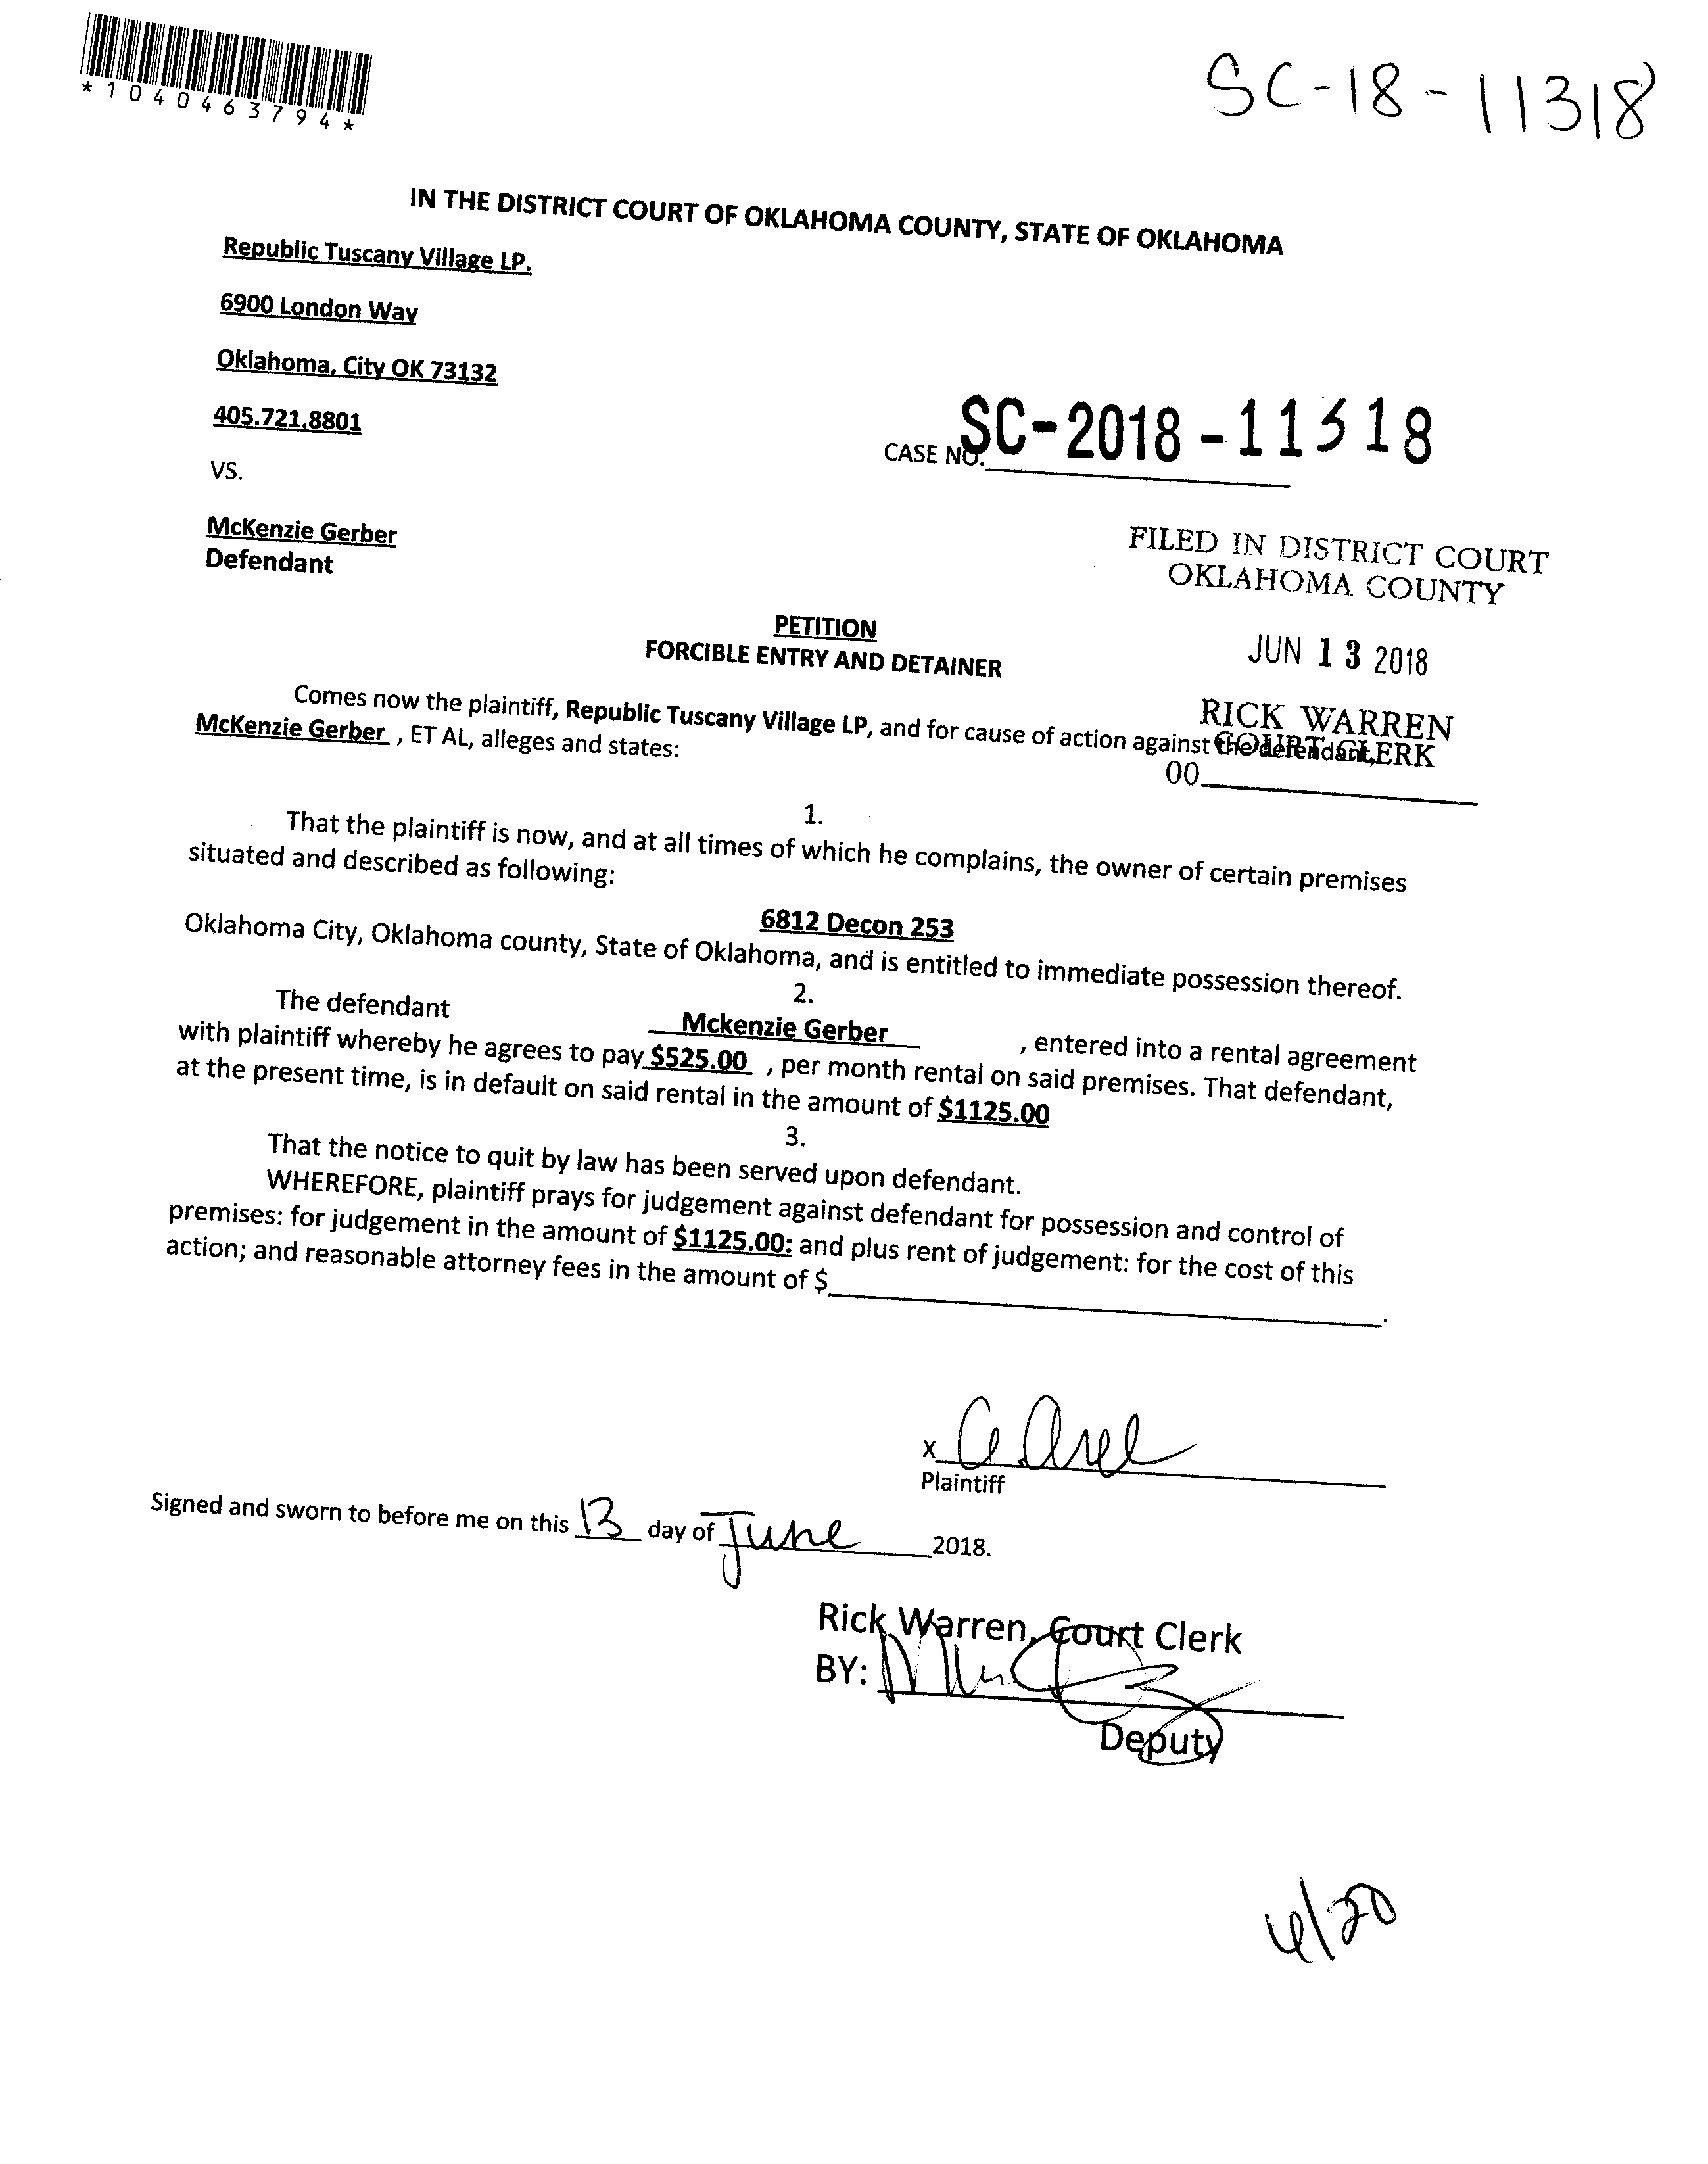 *1040463794*
SC-18-11318
IN THE DISTRICT COURT OF OKLAHOMA COUNTY, STATE OF OKLAHOMA
Republic Tuscany Village LP.
6900 London Way
Oklahoma, City OK 73132
405.721.8801
CASE NO. SC-2018-11318
VS.
McKenzie Gerber
Defendant
FILED IN DISTRICT COURT
OKLAHOMA COUNTY
JUN 13 2018
RICK WARREN
COURT CLERK
00
PETITION
FORCIBLE ENTRY AND DETAINER
Comes now the plaintiff, Republic Tuscany Village LP, and for cause of action against the defendant,
McKenzie Gerber , ET AL, alleges and states:
1.
That the plaintiff is now, and at all times of which he complains, the owner of certain premises
situated and described as following:
6812 Decon 253
Oklahoma City, Oklahoma county, State of Oklahoma, and is entitled to immediate possession thereof.
2.
The defendant Mckenzie Gerber , entered into a rental agreement
with plaintiff whereby he agrees to pay $525.00 , per month rental on said premises. That defendant,
at the present time, is in default on said rental in the amount of $1125.00
3.
That the notice to quit by law has been served upon defendant.
WHEREFORE, plaintiff prays for judgement against defendant for possession and control of
premises: for judgement in the amount of $1125.00: and plus rent of judgement: for the cost of this
action; and reasonable attorney fees in the amount of $ .
x
Plaintiff
Signed and sworn to before me on this 13 day of June 2018.
Rick Warren, Court Clerk
BY:
Deputy
6/20